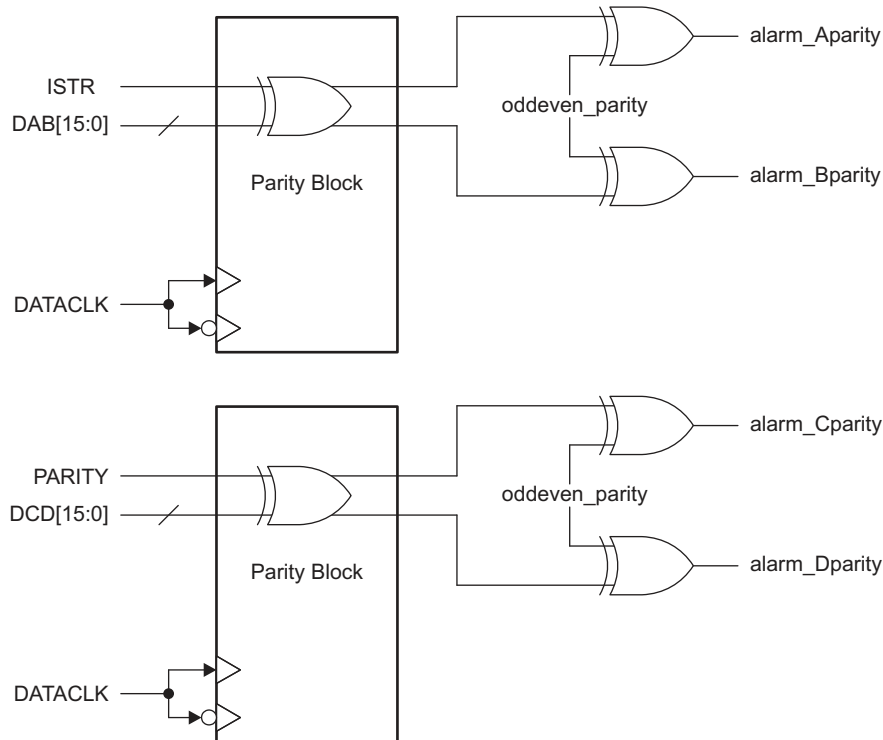 alarm_Aparity
ISTR
oddeven_parity
DAB[15:0]
Parity Block
alarm_Bparity
DATACLK
alarm_Cparity
PARITY
oddeven_parity
DCD[15:0]
Parity Block
alarm_Dparity
DATACLK